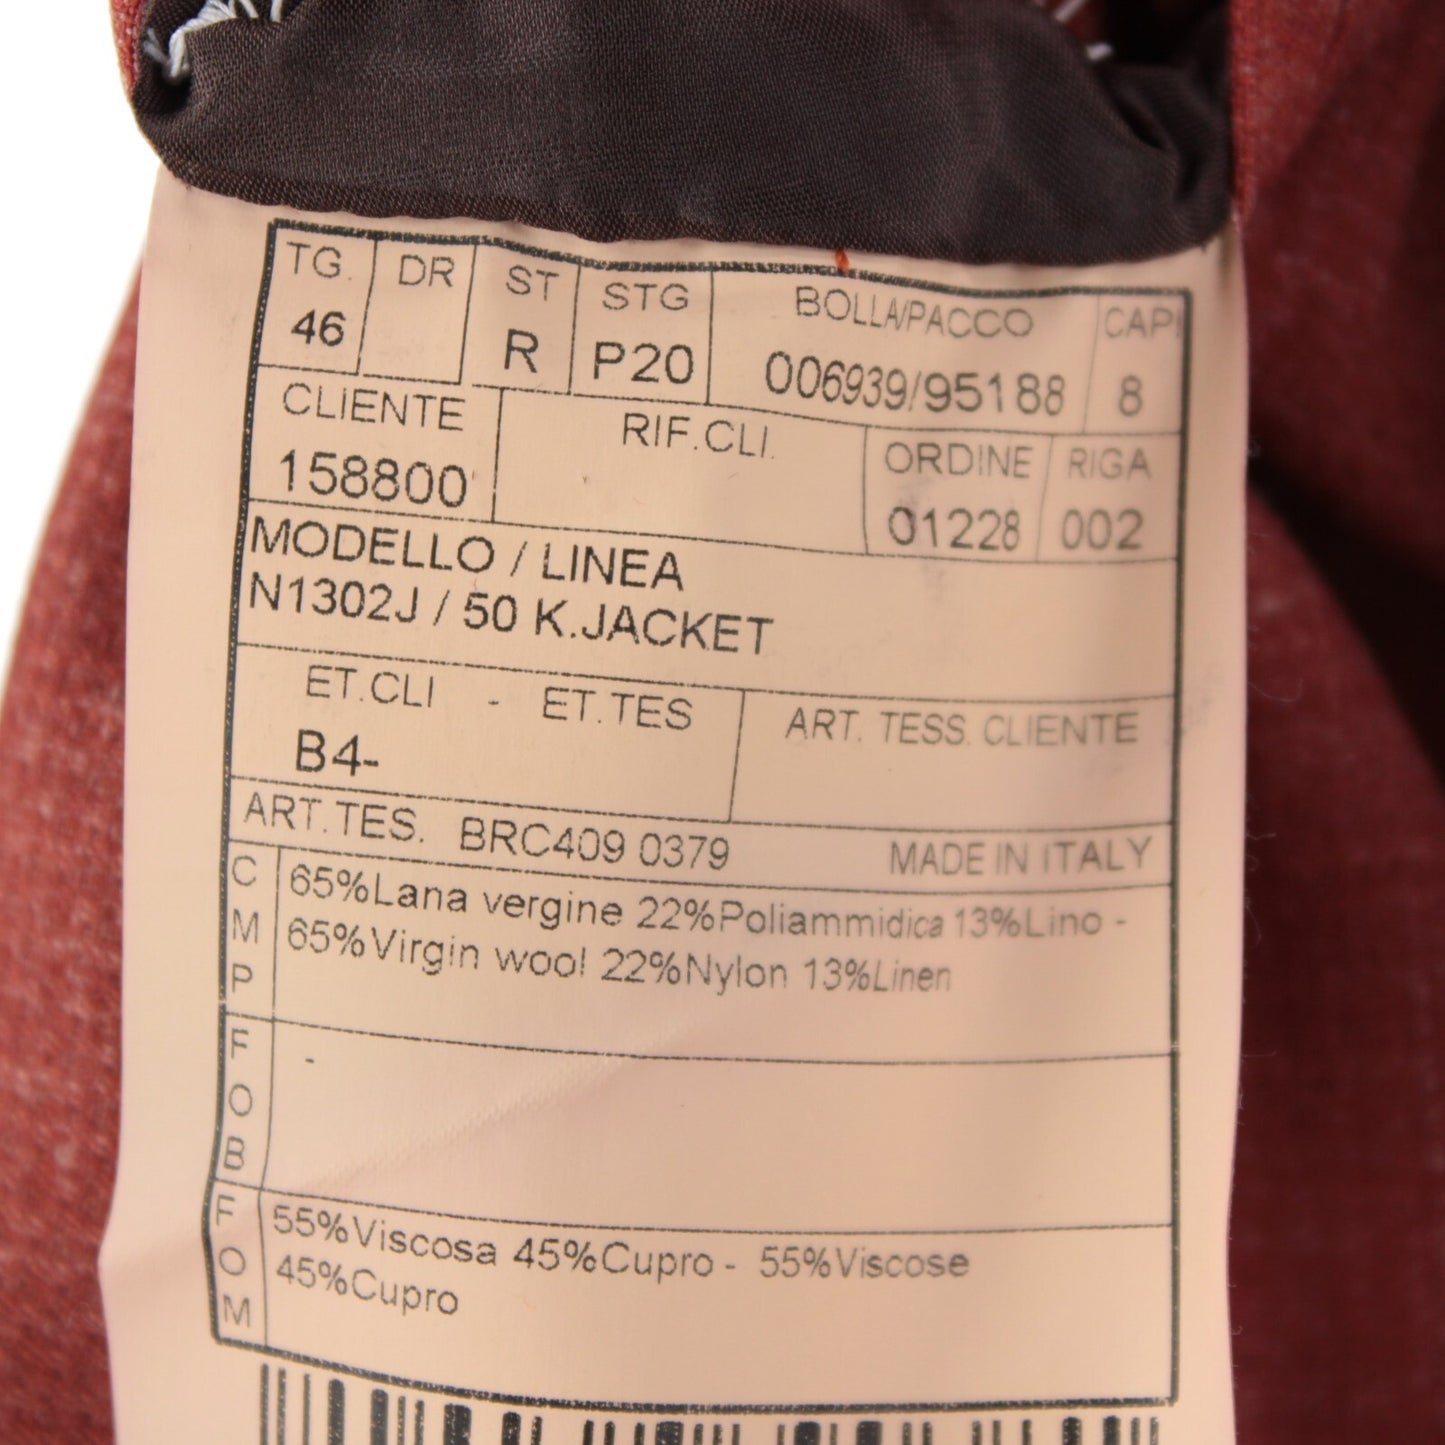 TG. DR ST STG BOLLA/PACCO CAPI
46 R P20 006939/95188 8
CLIENTE RIF.CLI. ORDINE RIGA
158800 01228 002
MODELLO / LINEA
N1302J / 50 K.JACKET
ET.CLI - ET.TES ART. TESS. CLIENTE
B4-
ART.TES. BRC409 0379 MADE IN ITALY
CMP 65%Lana vergine 22%Poliammidica 13%Lino -
65%Virgin wool 22%Nylon 13%Linen
FOB -
FOM 55%Viscosa 45%Cupro - 55%Viscose
45%Cupro